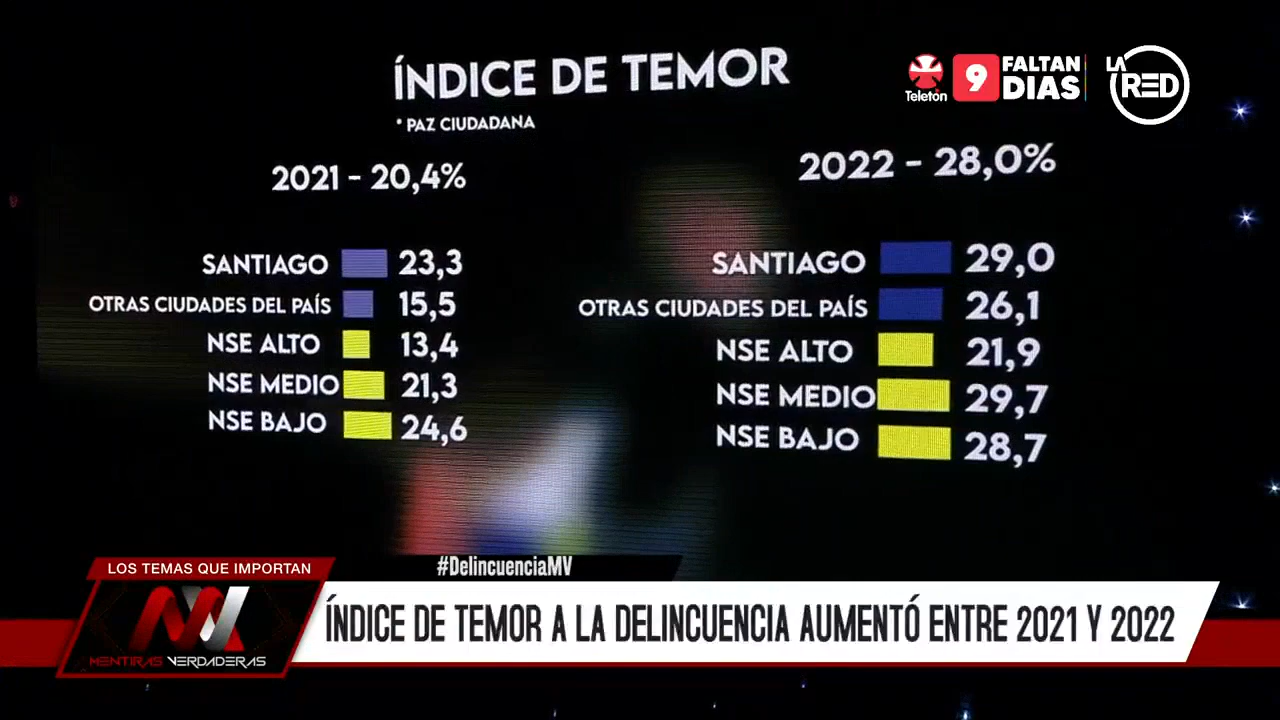 ÍNDICE DE TEMOR
* PAZ CIUDADANA
Teletón
9
FALTAN
DIAS
LA
RED
2021 - 20,4%
SANTIAGO 23,3
OTRAS CIUDADES DEL PAÍS 15,5
NSE ALTO 13,4
NSE MEDIO 21,3
NSE BAJO 24,6
2022 - 28,0%
SANTIAGO 29,0
OTRAS CIUDADES DEL PAÍS 26,1
NSE ALTO 21,9
NSE MEDIO 29,7
NSE BAJO 28,7
#DelincuenciaMV
LOS TEMAS QUE IMPORTAN
MV
MENTIRAS VERDADERAS
ÍNDICE DE TEMOR A LA DELINCUENCIA AUMENTÓ ENTRE 2021 Y 2022